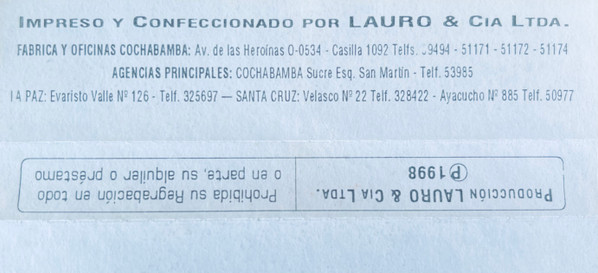 IMPRESO Y CONFECCIONADO POR LAURO & CIA LTDA.
FABRICA Y OFICINAS COCHABAMBA: Av. de las Heroínas O-0534 - Casilla 1092 Telfs. 9494 - 51171 - 51172 - 51174
AGENCIAS PRINCIPALES: COCHABAMBA Sucre Esq. San Martín - Telf. 53985
LA PAZ: Evaristo Valle Nº 126 - Telf. 325697 — SANTA CRUZ: Velasco Nº 22 Telf. 328422 - Ayacucho Nº 885 Telf. 50977
PRODUCCIÓN LAURO & CIA LTDA.
Ⓟ 1998
Prohibida su Regrabación en todo
o en parte, su alquiler o préstamo